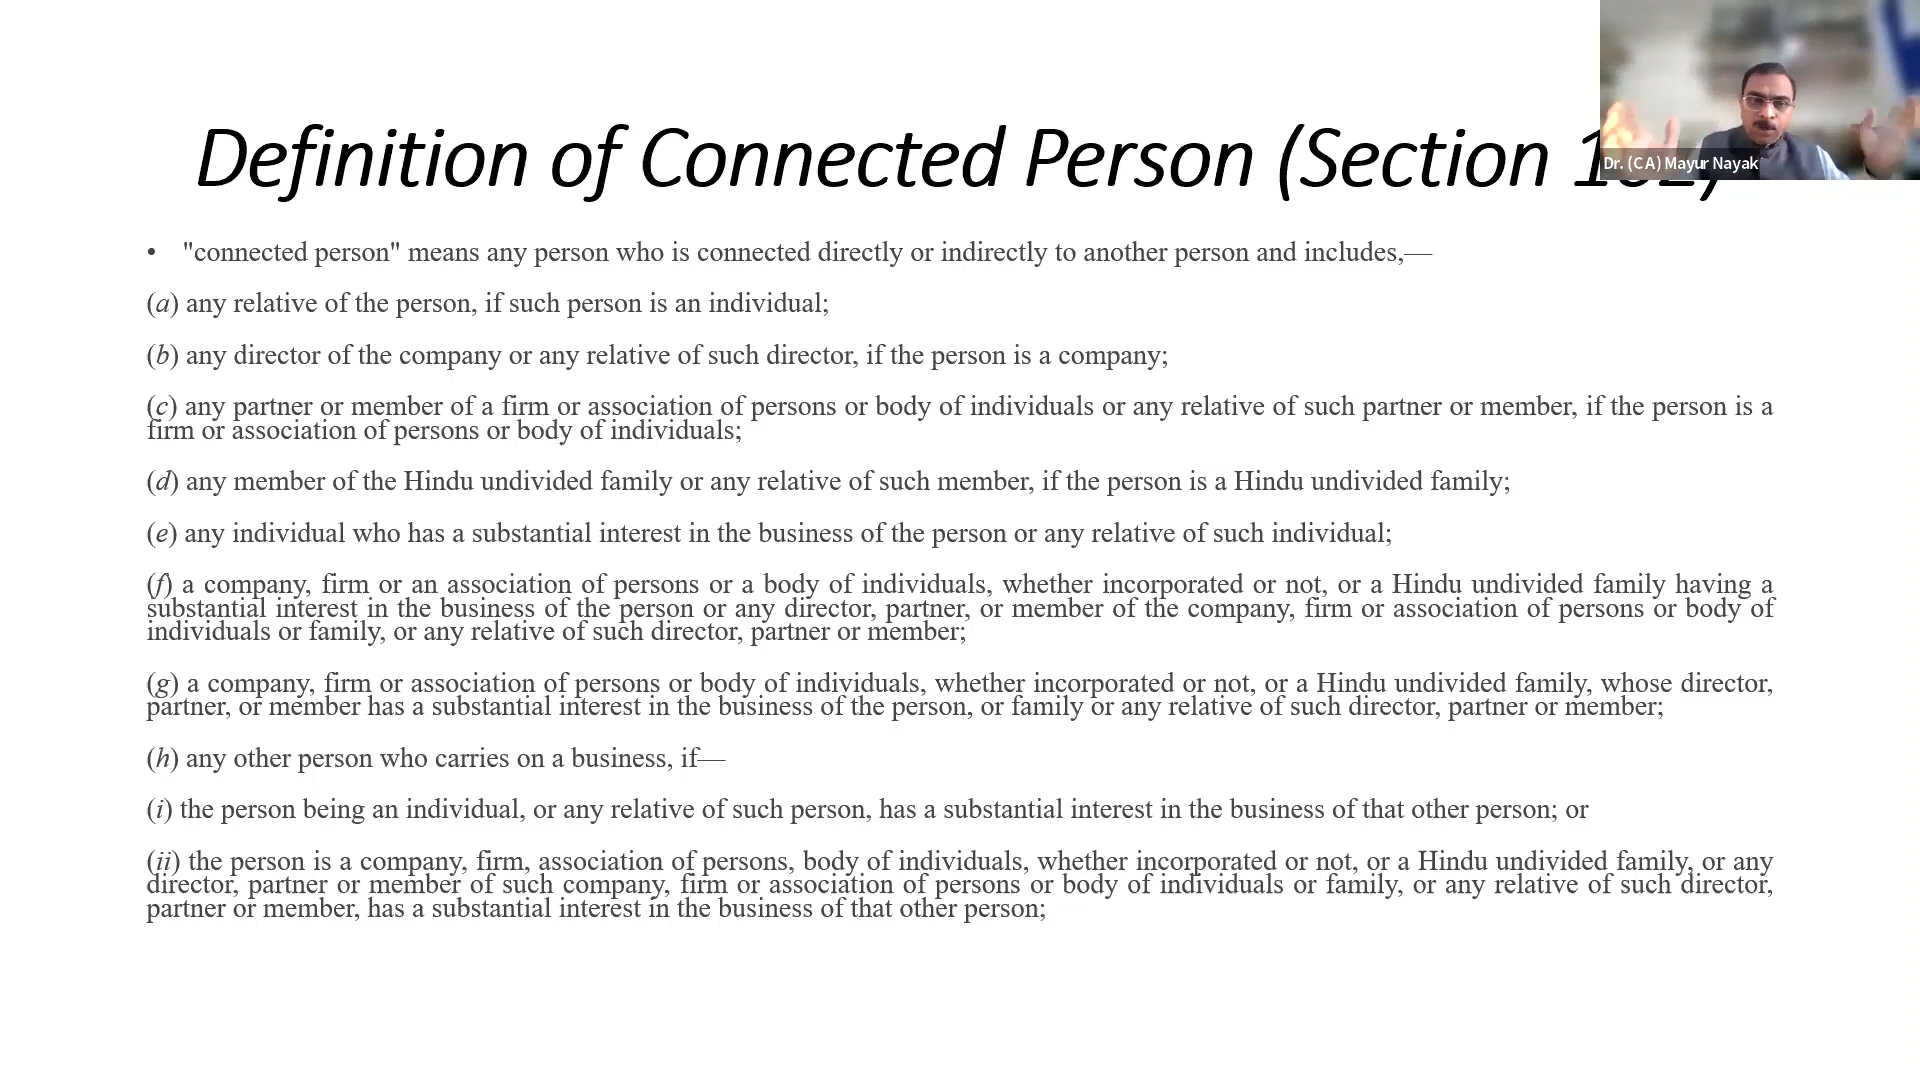 Definition of Connected Person (Section
Dr. (CA) Mayur Nayak
• "connected person" means any person who is connected directly or indirectly to another person and includes,—
(a) any relative of the person, if such person is an individual;
(b) any director of the company or any relative of such director, if the person is a company;
(c) any partner or member of a firm or association of persons or body of individuals or any relative of such partner or member, if the person is a
firm or association of persons or body of individuals;
(d) any member of the Hindu undivided family or any relative of such member, if the person is a Hindu undivided family;
(e) any individual who has a substantial interest in the business of the person or any relative of such individual;
(f) a company, firm or an association of persons or a body of individuals, whether incorporated or not, or a Hindu undivided family having a
substantial interest in the business of the person or any director, partner, or member of the company, firm or association of persons or body of
individuals or family, or any relative of such director, partner or member;
(g) a company, firm or association of persons or body of individuals, whether incorporated or not, or a Hindu undivided family, whose director,
partner, or member has a substantial interest in the business of the person, or family or any relative of such director, partner or member;
(h) any other person who carries on a business, if—
(i) the person being an individual, or any relative of such person, has a substantial interest in the business of that other person; or
(ii) the person is a company, firm, association of persons, body of individuals, whether incorporated or not, or a Hindu undivided family, or any
director, partner or member of such company, firm or association of persons or body of individuals or family, or any relative of such director,
partner or member, has a substantial interest in the business of that other person;